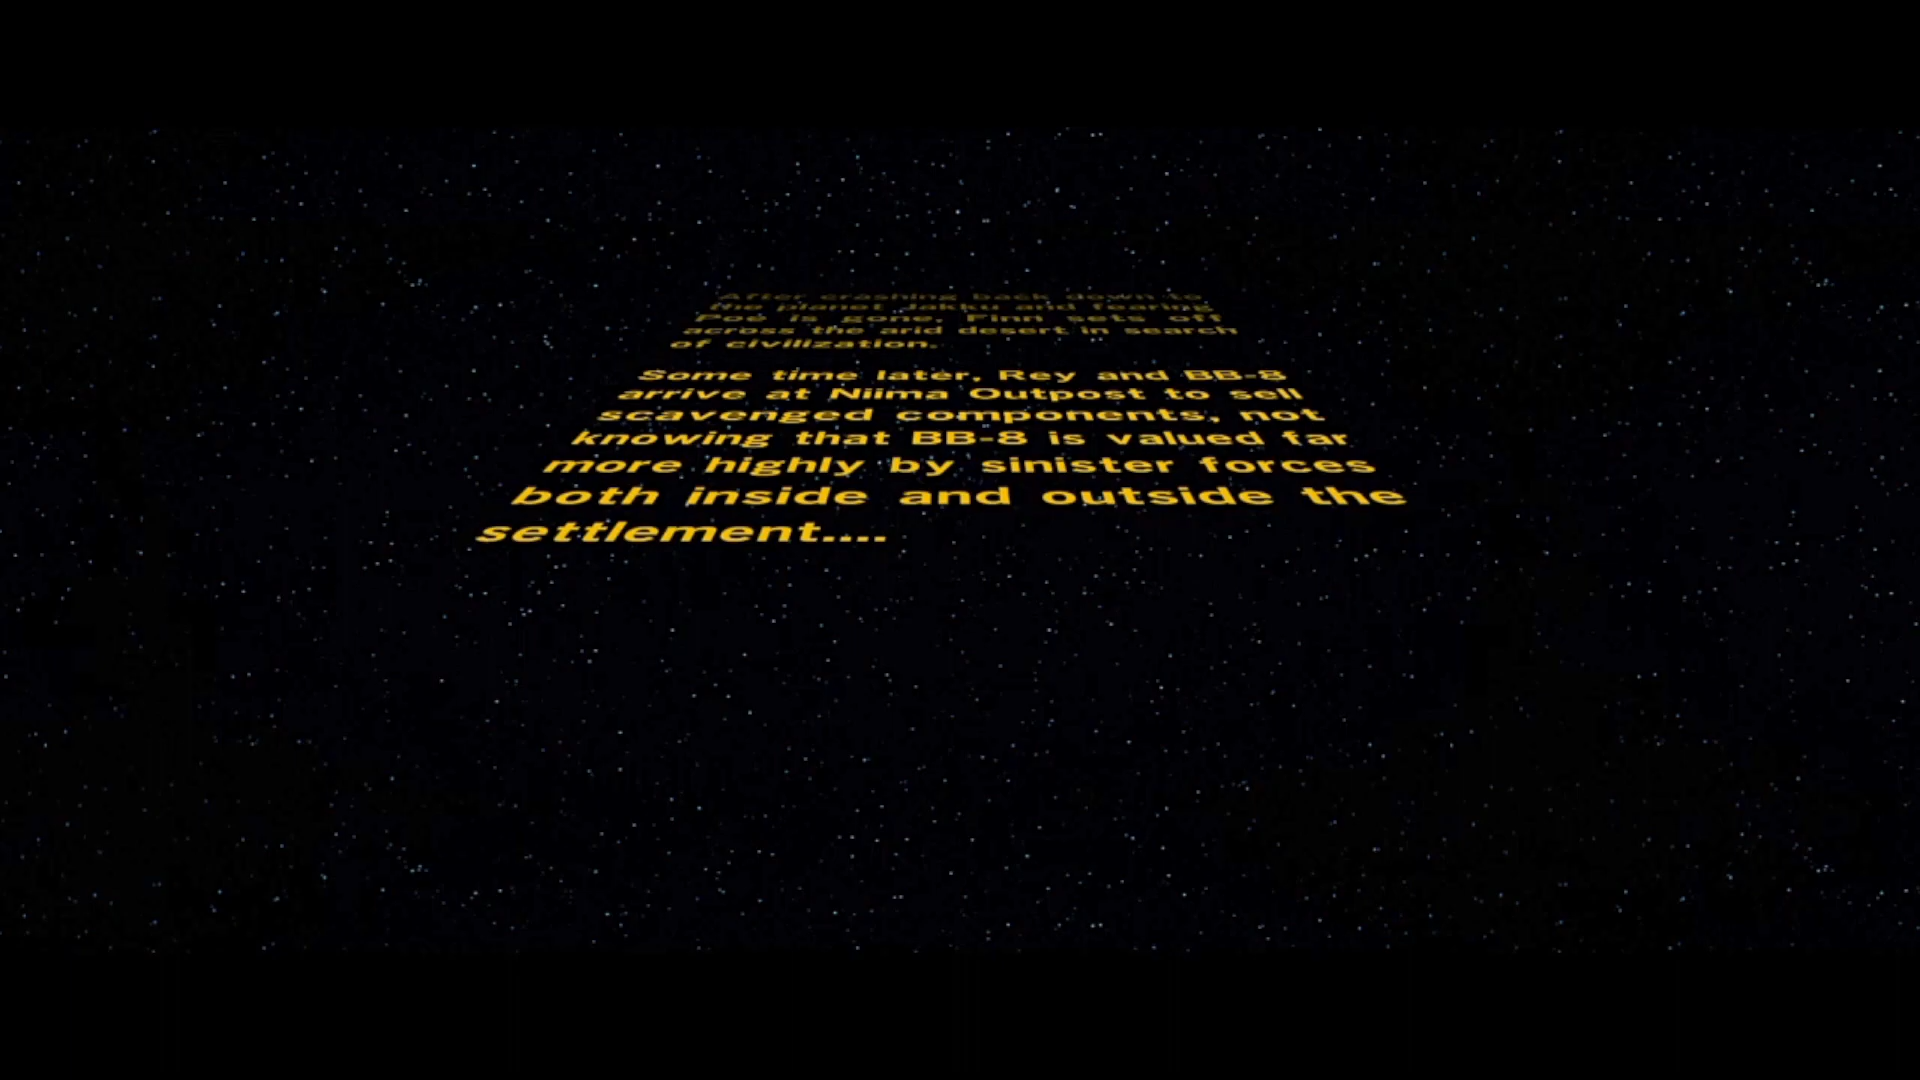 After crashing back down to
the planet Jakku and fearing
Poe is gone, Finn sets off
across the arid desert in search
of civilization.
Some time later, Rey and BB-8
arrive at Niima Outpost to sell
scavenged components, not
knowing that BB-8 is valued far
more highly by sinister forces
both inside and outside the
settlement....